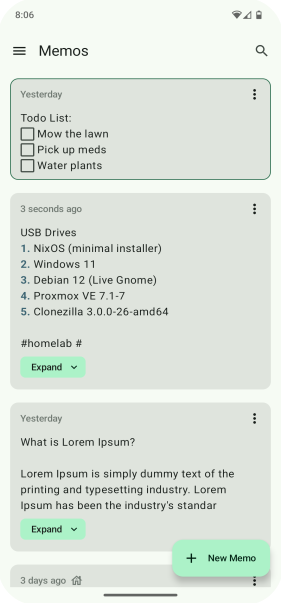 8:06
Memos
Yesterday
Todo List:
Mow the lawn
Pick up meds
Water plants
3 seconds ago
USB Drives
1. NixOS (minimal installer)
2. Windows 11
3. Debian 12 (Live Gnome)
4. Proxmox VE 7.1-7
5. Clonezilla 3.0.0-26-amd64
#homelab #
Expand
Yesterday
What is Lorem Ipsum?
Lorem Ipsum is simply dummy text of the
printing and typesetting industry. Lorem
Ipsum has been the industry's standar
Expand
New Memo
3 days ago